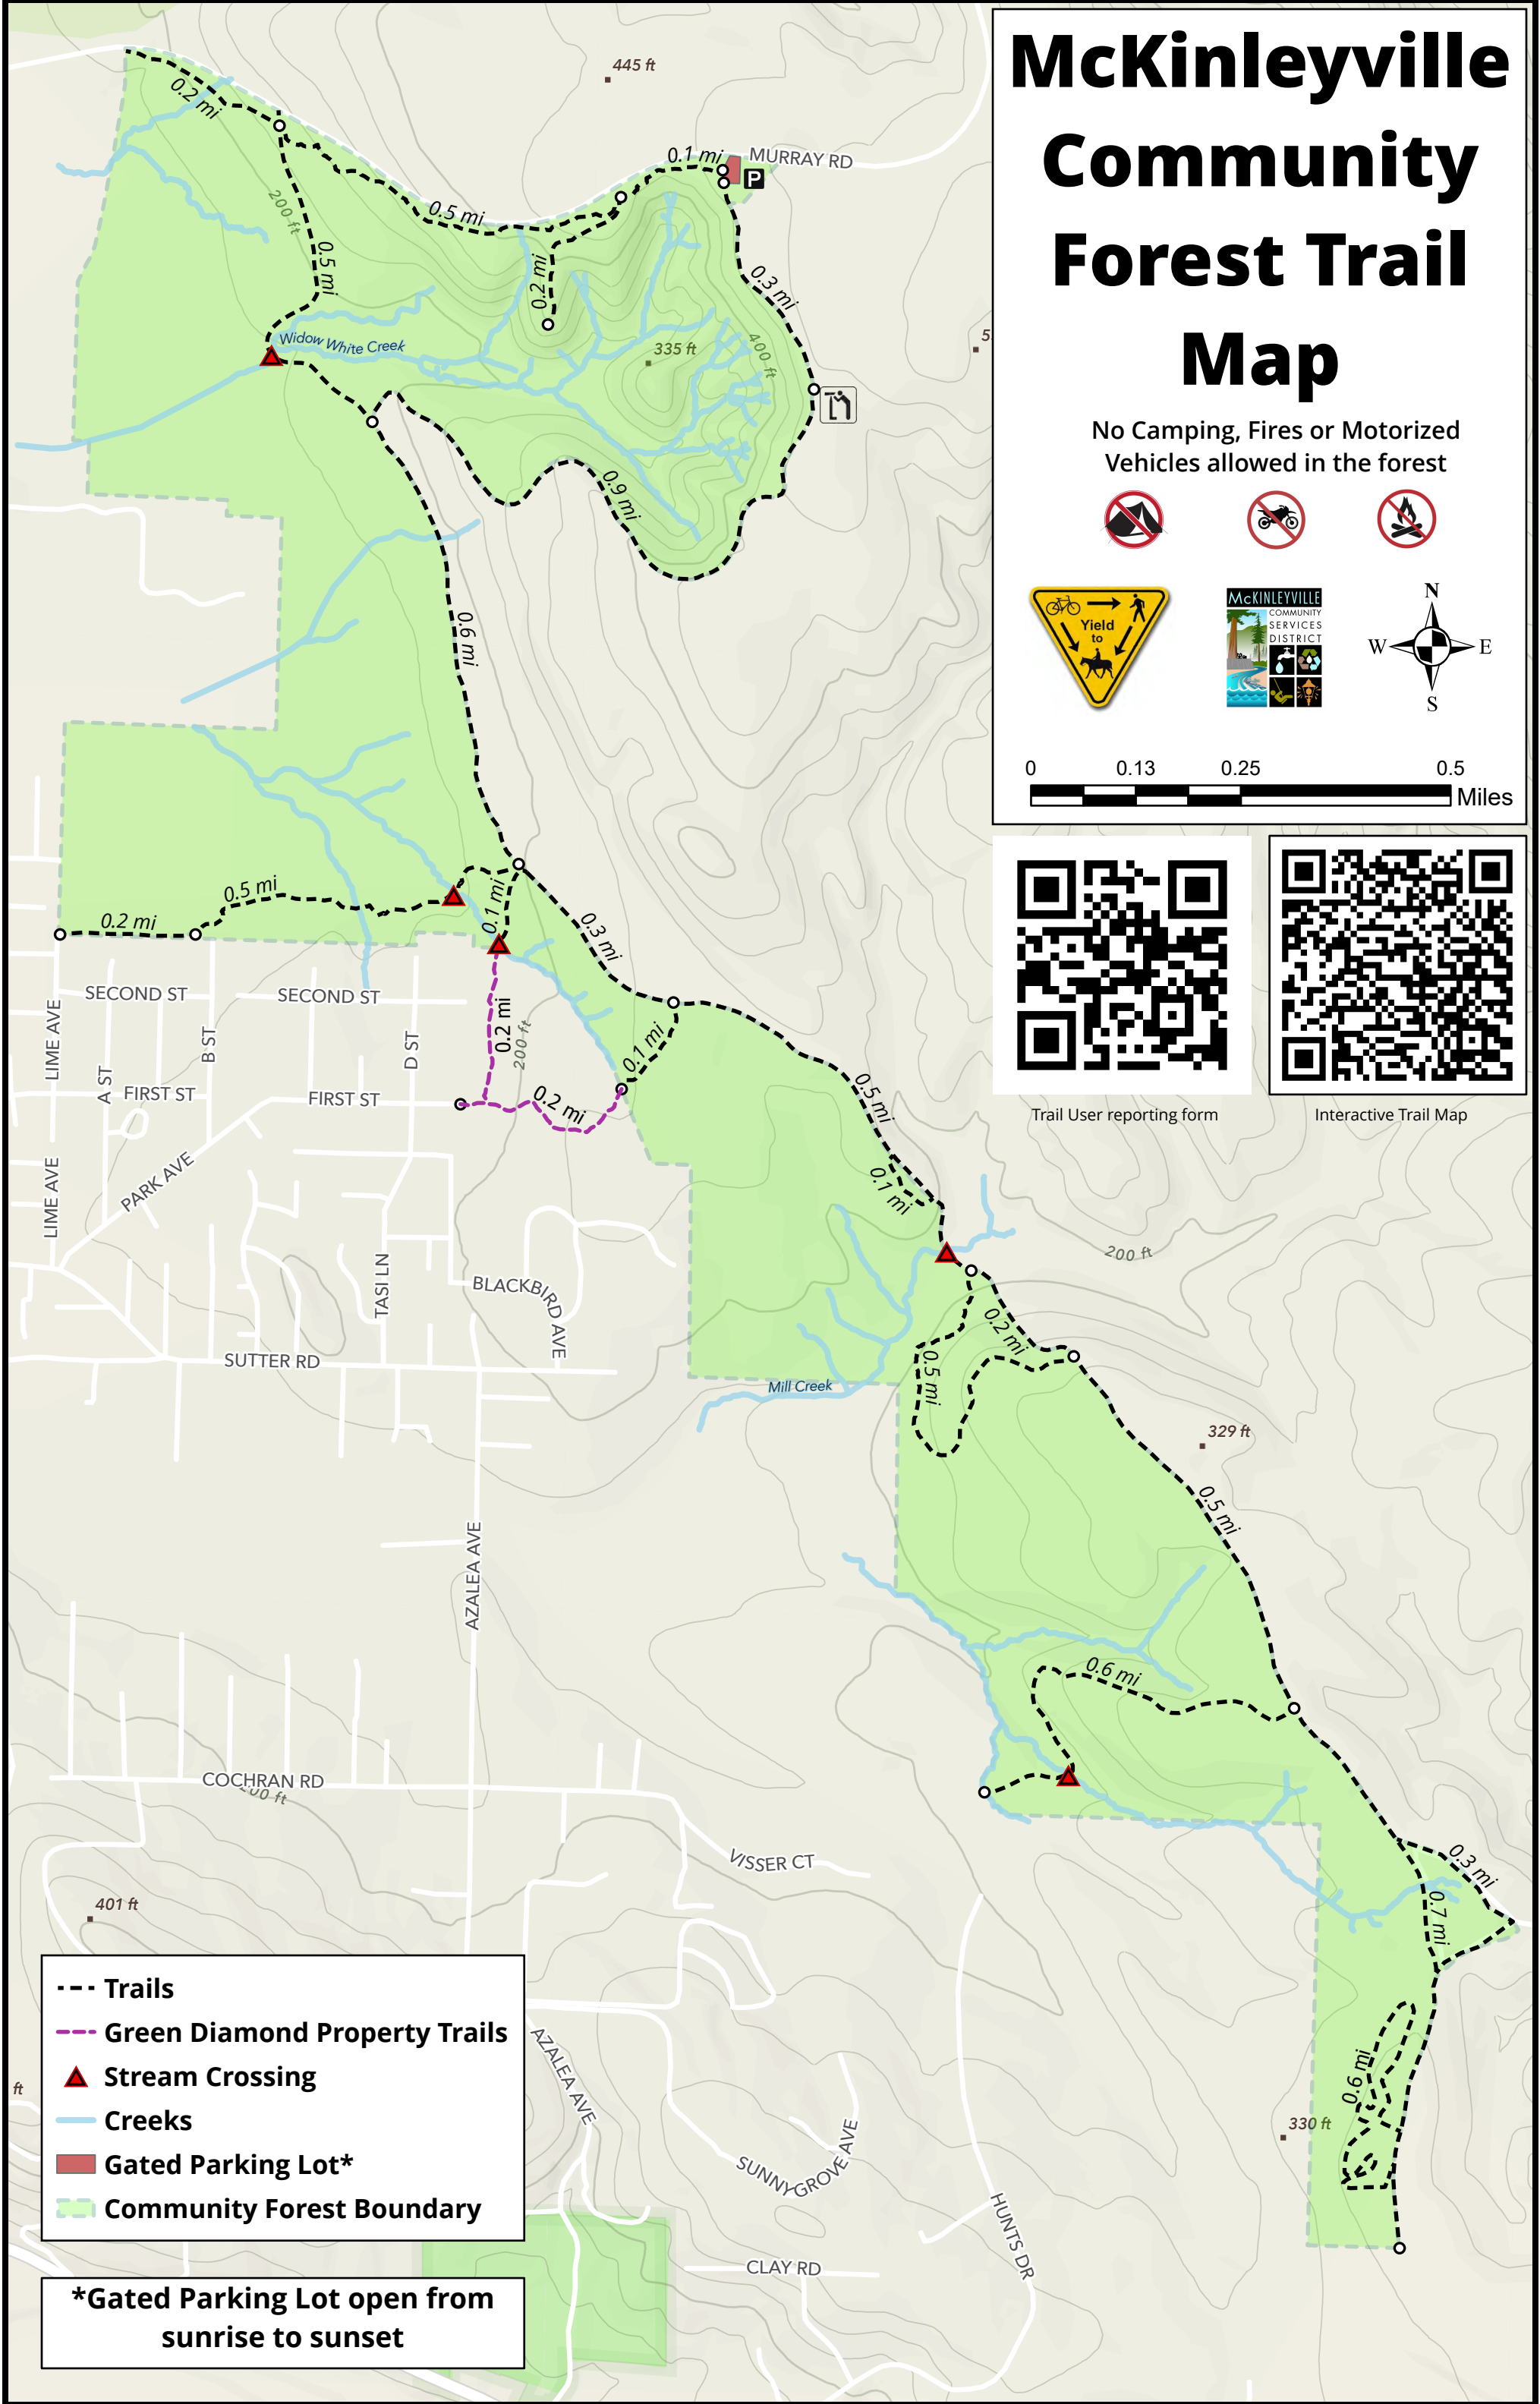 McKinleyville
Community
Forest Trail
Map
No Camping, Fires or Motorized
Vehicles allowed in the forest
Yield
to
McKINLEYVILLE
COMMUNITY
SERVICES
DISTRICT
N
W
E
S
0
0.13
0.25
0.5
Miles
Trail User reporting form
Interactive Trail Map
445 ft
0.2 mi
0.1 mi
MURRAY RD
P
200 ft
0.5 mi
0.5 mi
0.2 mi
0.3 mi
Widow White Creek
335 ft
400 ft
5
0.9 mi
0.6 mi
0.5 mi
0.2 mi
0.1 mi
0.3 mi
SECOND ST
SECOND ST
LIME AVE
B ST
D ST
0.2 mi
200 ft
0.1 mi
A ST
FIRST ST
FIRST ST
0.2 mi
0.5 mi
PARK AVE
LIME AVE
0.1 mi
200 ft
TASI LN
BLACKBIRD AVE
0.2 mi
SUTTER RD
0.5 mi
Mill Creek
329 ft
0.5 mi
AZALEA AVE
0.6 mi
COCHRAN RD
200 ft
VISSER CT
0.3 mi
401 ft
0.7 mi
AZALEA AVE
0.6 mi
ft
330 ft
SUNNYGROVE AVE
HUNTS DR
CLAY RD
Trails
Green Diamond Property Trails
Stream Crossing
Creeks
Gated Parking Lot*
Community Forest Boundary
*Gated Parking Lot open from
sunrise to sunset